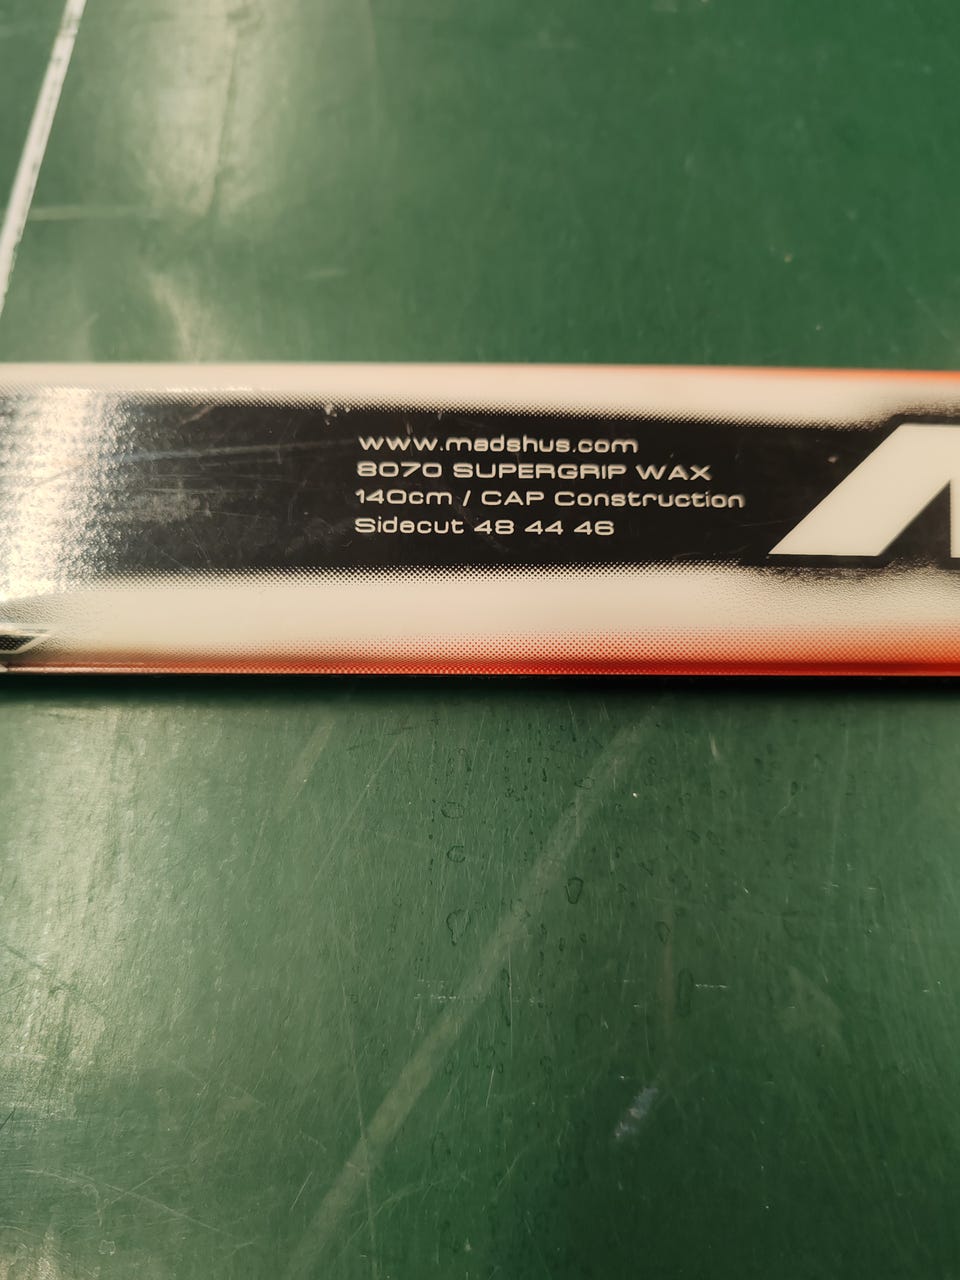 www.madshus.com
8070 SUPERGRIP WAX
140cm / CAP Construction
Sidecut 48 44 46